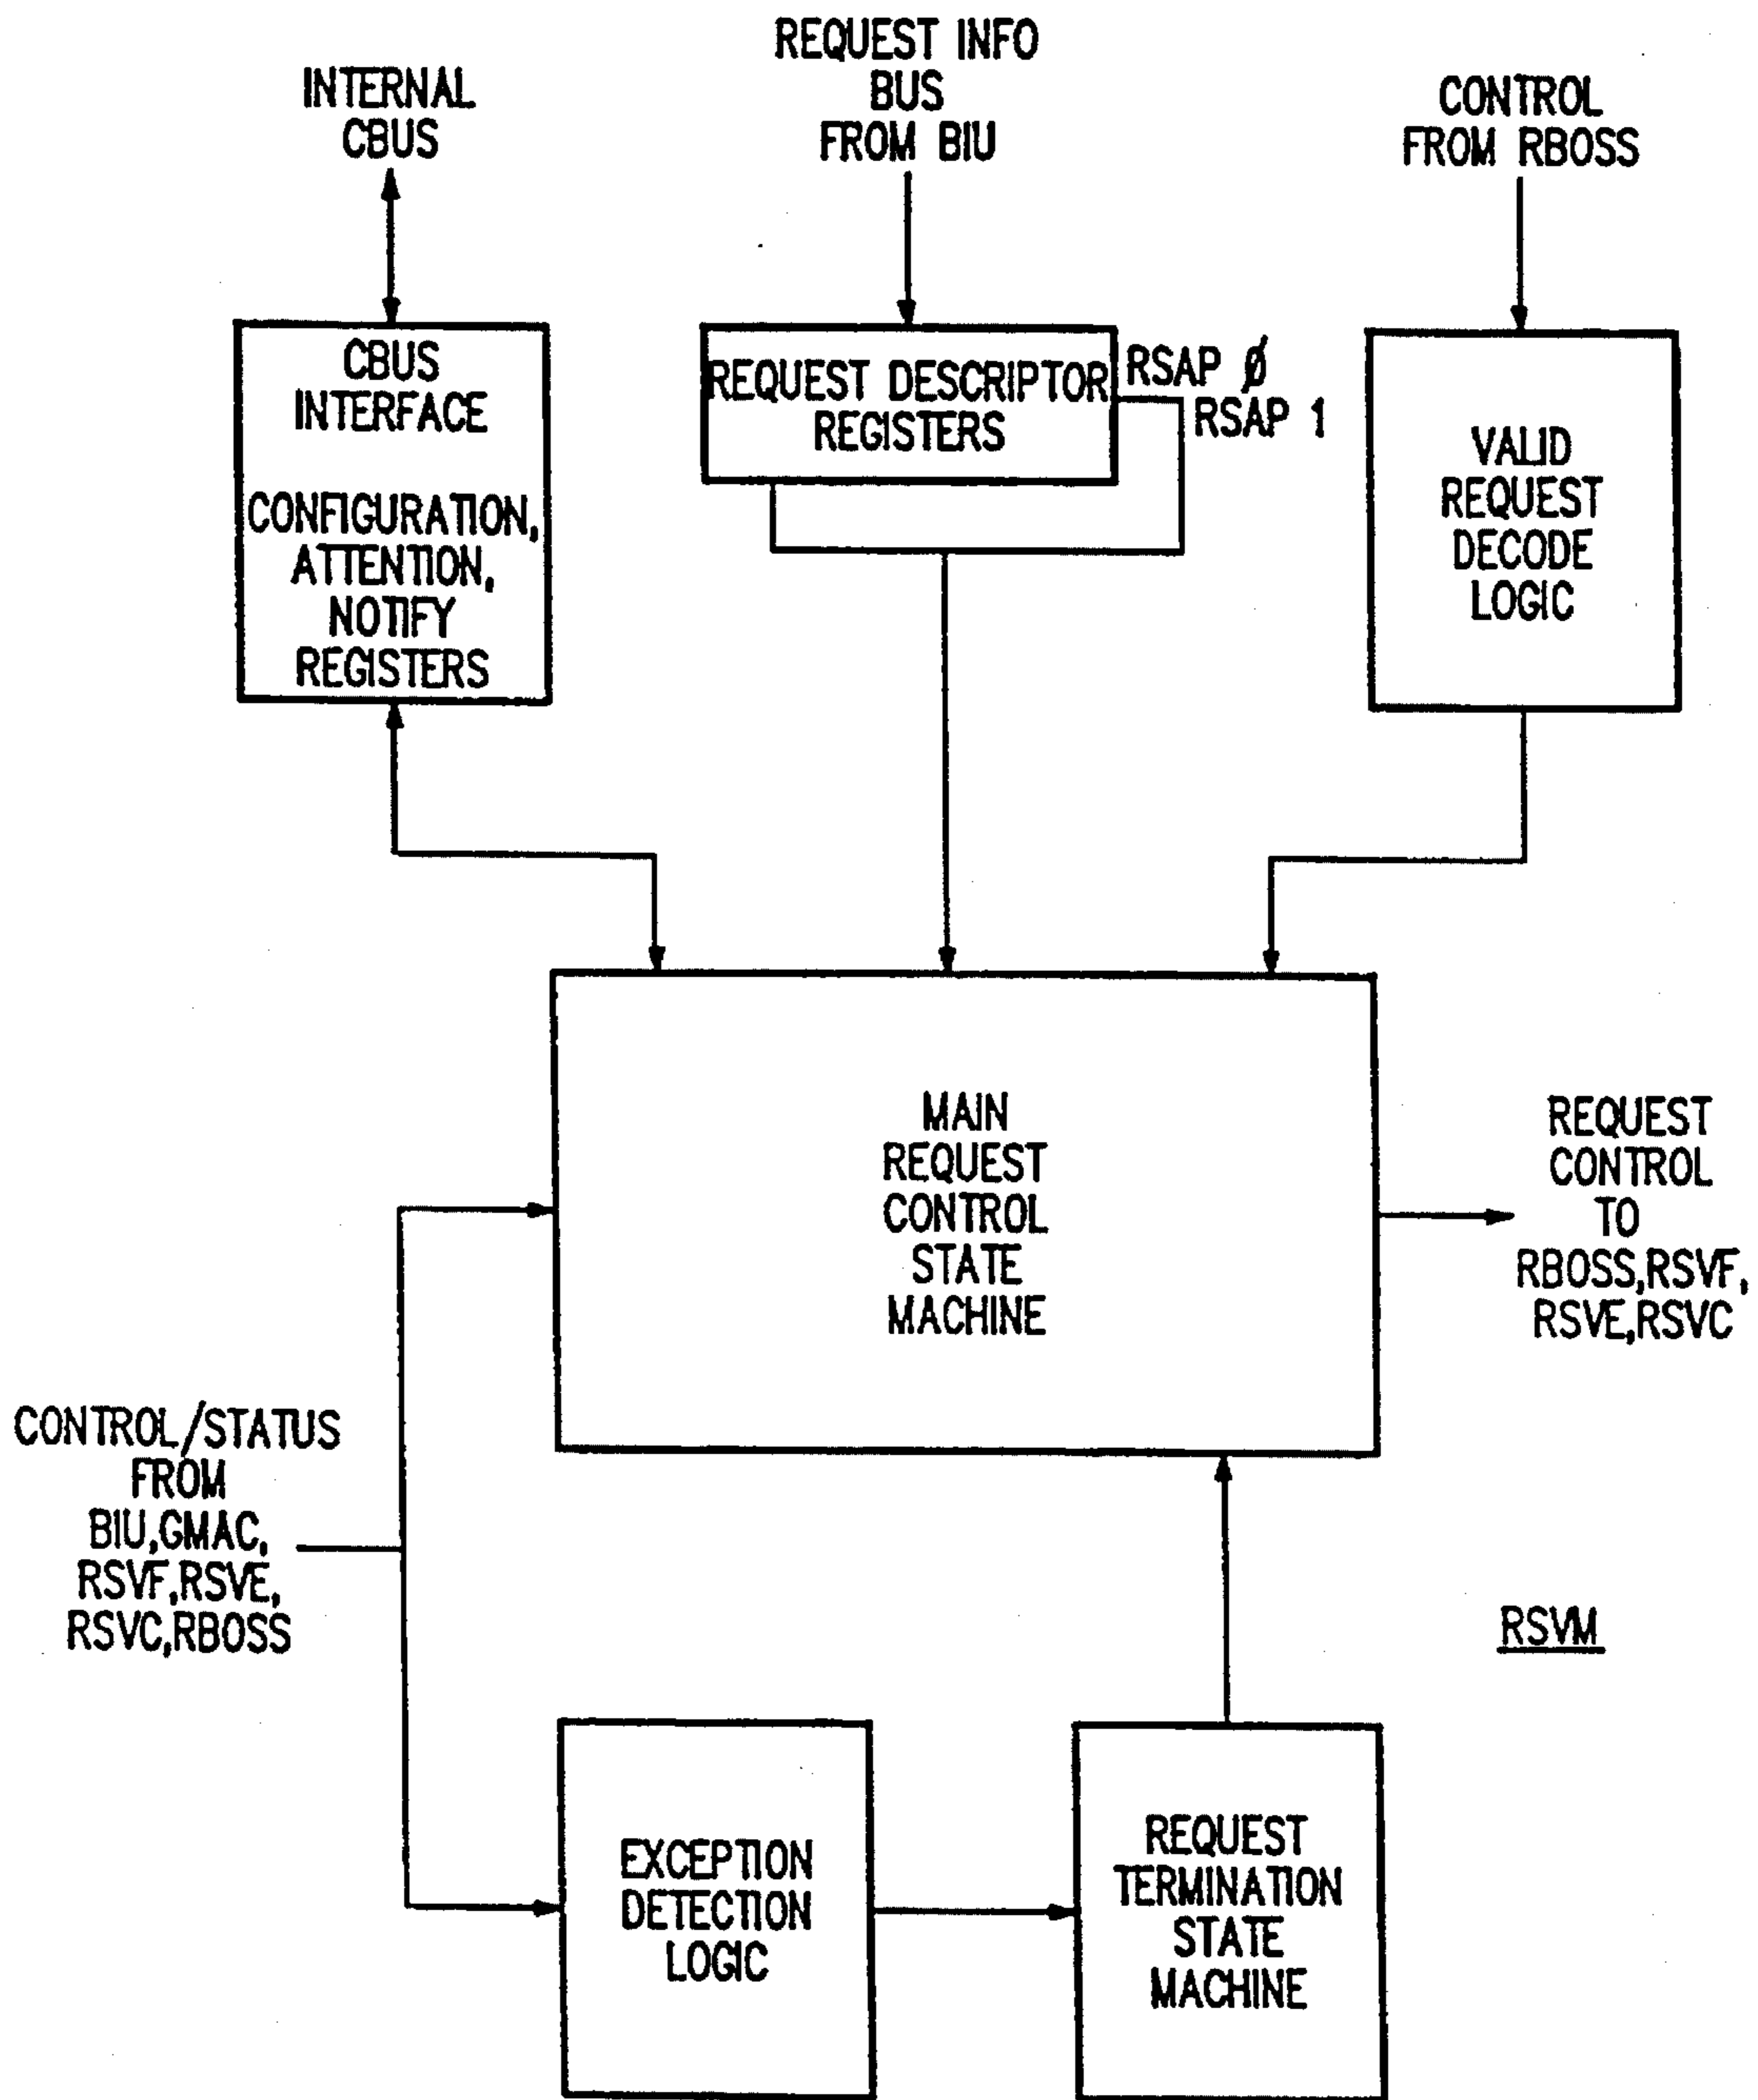 INTERNAL
CBUS
REQUEST INFO
BUS
FROM BIU
CONTROL
FROM RBOSS
CBUS
INTERFACE
CONFIGURATION,
ATTENTION,
NOTIFY
REGISTERS
REQUEST DESCRIPTOR
REGISTERS
RSAP Ø
RSAP 1
VALID
REQUEST
DECODE
LOGIC
MAIN
REQUEST
CONTROL
STATE
MACHINE
REQUEST
CONTROL
TO
RBOSS,RSVF,
RSVE,RSVC
CONTROL/STATUS
FROM
BIU,GMAC,
RSVF,RSVE,
RSVC,RBOSS
RSVM
EXCEPTION
DETECTION
LOGIC
REQUEST
TERMINATION
STATE
MACHINE